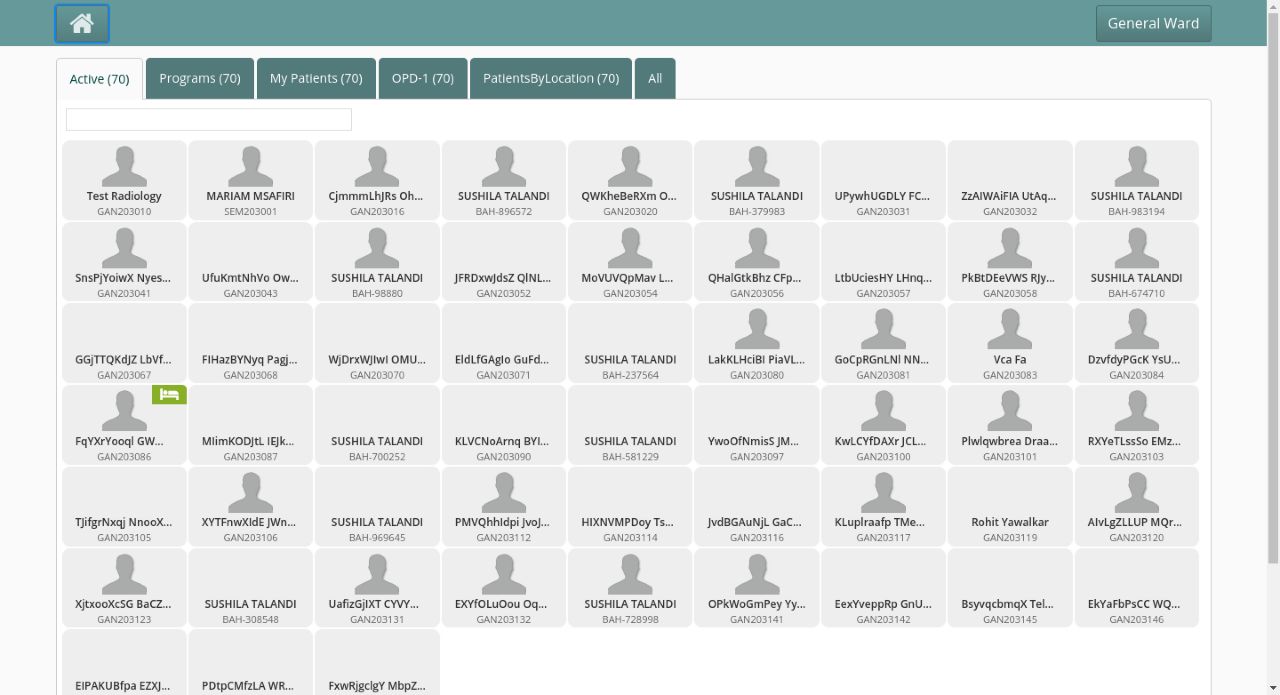 General Ward
Active (70)
Programs (70)
My Patients (70)
OPD-1 (70)
PatientsByLocation (70)
All
Test Radiology
GAN203010
MARIAM MSAFIRI
SEM203001
CjmmmLhJRs Oh...
GAN203016
SUSHILA TALANDI
BAH-896572
QWKheBeRXm O...
GAN203020
SUSHILA TALANDI
BAH-379983
UPywhUGDLY FC...
GAN203031
ZzAIWAiFIA UtAq...
GAN203032
SUSHILA TALANDI
BAH-983194
SnsPjYoiwX Nyes...
GAN203041
UfuKmtNhVo Ow...
GAN203043
SUSHILA TALANDI
BAH-98880
JFRDxwJdsZ QlNL...
GAN203052
MoVUVQpMav L...
GAN203054
QHalGtkBhz CFp...
GAN203056
LtbUciesHY LHnq...
GAN203057
PkBtDEeVWS RJy...
GAN203058
SUSHILA TALANDI
BAH-674710
GGjTTQKdJZ LbVf...
GAN203067
FIHazBYNyq Pagj...
GAN203068
WjDrxWJIwI OMU...
GAN203070
EldLfGAgIo GuFd...
GAN203071
SUSHILA TALANDI
BAH-237564
LakKLHciBI PiaVL...
GAN203080
GoCpRGnLNl NN...
GAN203081
Vca Fa
GAN203083
DzvfdyPGcK YsU...
GAN203084
FqYXrYooql GW...
GAN203086
MIimKODJtL IEJk...
GAN203087
SUSHILA TALANDI
BAH-700252
KLVCNoArnq BYI...
GAN203090
SUSHILA TALANDI
BAH-581229
YwoOfNmisS JM...
GAN203097
KwLCYfDAXr JCL...
GAN203100
Plwlqwbrea Draa...
GAN203101
RXYeTLssSo EMz...
GAN203103
TJifgrNxqj NnooX...
GAN203105
XYTFnwXIdE JWn...
GAN203106
SUSHILA TALANDI
BAH-969645
PMVQhhIdpi JvoJ...
GAN203112
HIXNVMPDoy Ts...
GAN203114
JvdBGAuNjL GaC...
GAN203116
KLuplraafp TMe...
GAN203117
Rohit Yawalkar
GAN203119
AIvLgZLLUP MQr...
GAN203120
XjtxooXcSG BaCZ...
GAN203123
SUSHILA TALANDI
BAH-308548
UafizGjIXT CYVY...
GAN203131
EXYfOLuOou Oq...
GAN203132
SUSHILA TALANDI
BAH-728998
OPkWoGmPey Yy...
GAN203141
EexYveppRp GnU...
GAN203142
BsyvqcbmqX Tel...
GAN203145
EkYaFbPsCC WQ...
GAN203146
EIPAKUBfpa EZXJ...
PDtpCMfzLA WR...
FxwRjgclgY MbpZ...